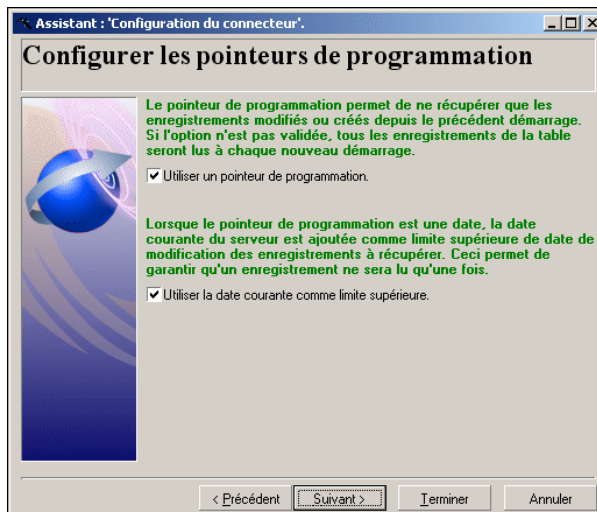 Assistant : 'Configuration du connecteur'.
Configurer les pointeurs de programmation
Le pointeur de programmation permet de ne récupérer que les
enregistrements modifiés ou créés depuis le précédent démarrage.
Si l'option n'est pas validée, tous les enregistrements de la table
seront lus à chaque nouveau démarrage.
Utiliser un pointeur de programmation.
Lorsque le pointeur de programmation est une date, la date
courante du serveur est ajoutée comme limite supérieure de date de
modification des enregistrements à récupérer. Ceci permet de
garantir qu'un enregistrement ne sera lu qu'une fois.
Utiliser la date courante comme limite supérieure.
< Précédent Suivant > Terminer Annuler